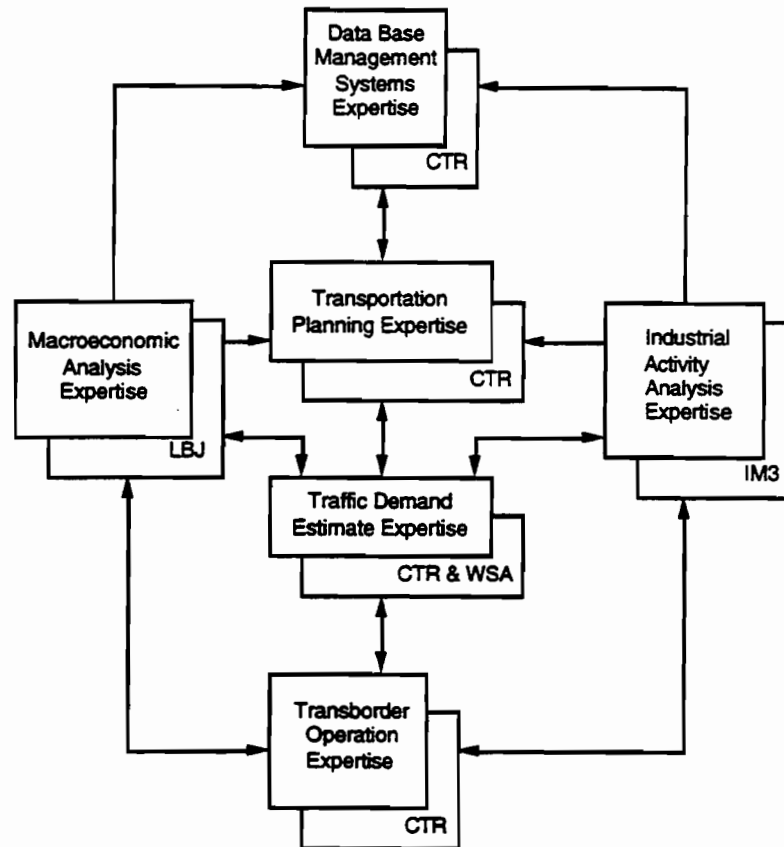 Data Base
Management
Systems
Expertise
CTR
Transportation
Planning Expertise
CTR
Macroeconomic
Analysis
Expertise
LBJ
Industrial
Activity
Analysis
Expertise
IM3
Traffic Demand
Estimate Expertise
CTR & WSA
Transborder
Operation
Expertise
CTR